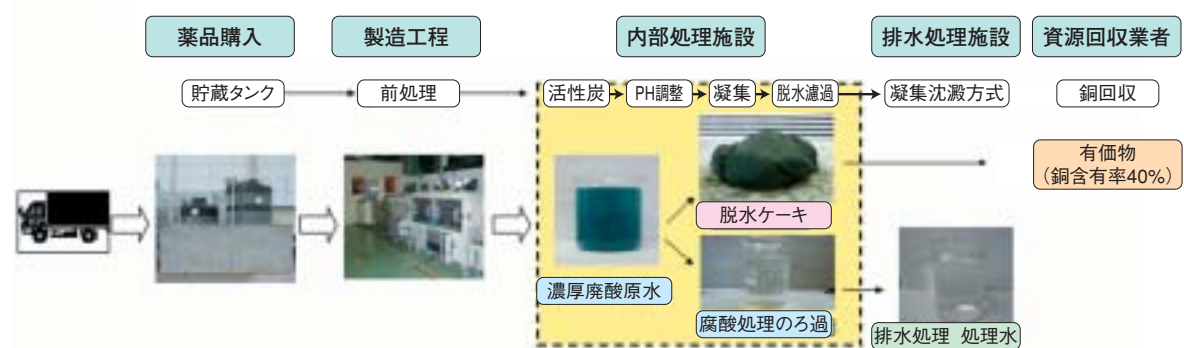 薬品購入
製造工程
内部処理施設
排水処理施設
資源回収業者
貯蔵タンク
前処理
活性炭
PH調整
凝集
脱水濾過
凝集沈澱方式
銅回収
有価物
(銅含有率40%)
脱水ケーキ
濃厚廃酸原水
腐酸処理のろ過
排水処理 処理水